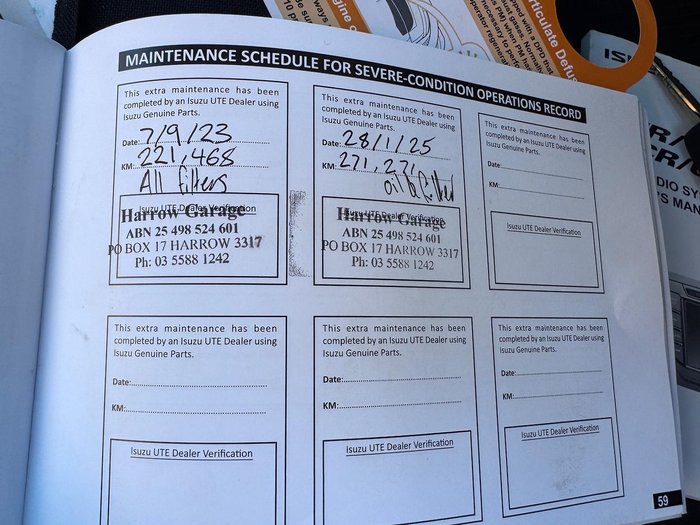 MAINTENANCE SCHEDULE FOR SEVERE-CONDITION OPERATIONS RECORD
This extra maintenance has been
completed by an Isuzu UTE Dealer using
Isuzu Genuine Parts.
Date: 7/9/23
KM: 221,468
All filters
Isuzu UTE Dealer Verification
Harrow Garage
ABN 25 498 524 601
PO BOX 17 HARROW 3317
Ph: 03 5588 1242
This extra maintenance has been
completed by an Isuzu UTE Dealer using
Isuzu Genuine Parts.
Date: 28/1/25
KM: 271,271
oil & filter
Isuzu UTE Dealer Verification
Harrow Garage
ABN 25 498 524 601
PO BOX 17 HARROW 3317
Ph: 03 5588 1242
This extra maintenance has been
completed by an Isuzu UTE Dealer using
Isuzu Genuine Parts.
Date:
KM:
Isuzu UTE Dealer Verification
This extra maintenance has been
completed by an Isuzu UTE Dealer using
Isuzu Genuine Parts.
Date:
KM:
Isuzu UTE Dealer Verification
This extra maintenance has been
completed by an Isuzu UTE Dealer using
Isuzu Genuine Parts.
Date:
KM:
Isuzu UTE Dealer Verification
This extra maintenance has been
completed by an Isuzu UTE Dealer using
Isuzu Genuine Parts.
Date:
KM:
Isuzu UTE Dealer Verification
59